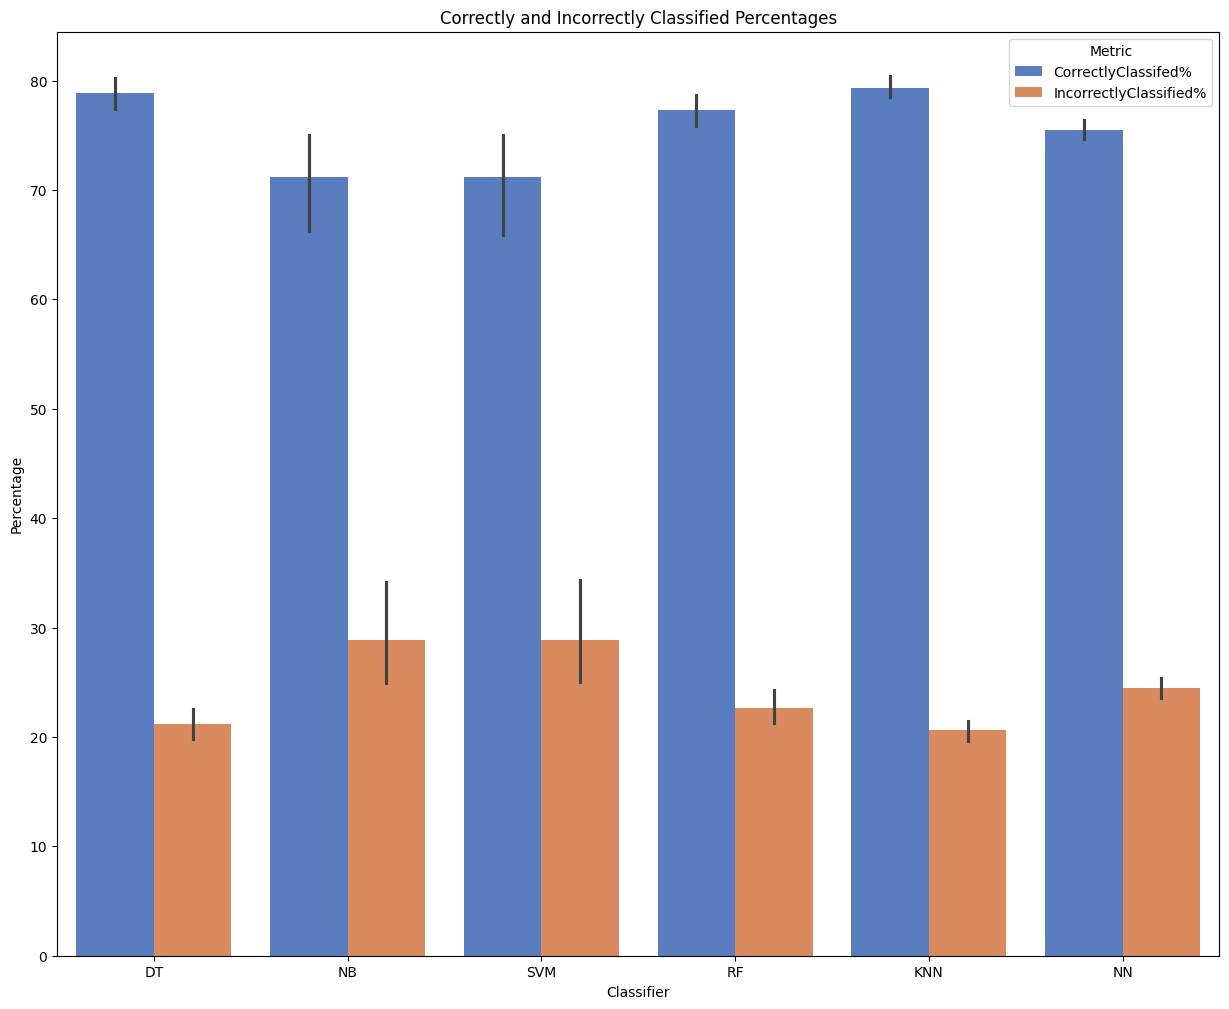 Correctly and Incorrectly Classified Percentages
Metric
CorrectlyClassifed%
IncorrectlyClassified%
Percentage
80
70
60
50
40
30
20
10
0
DT NB SVM RF KNN NN
Classifier